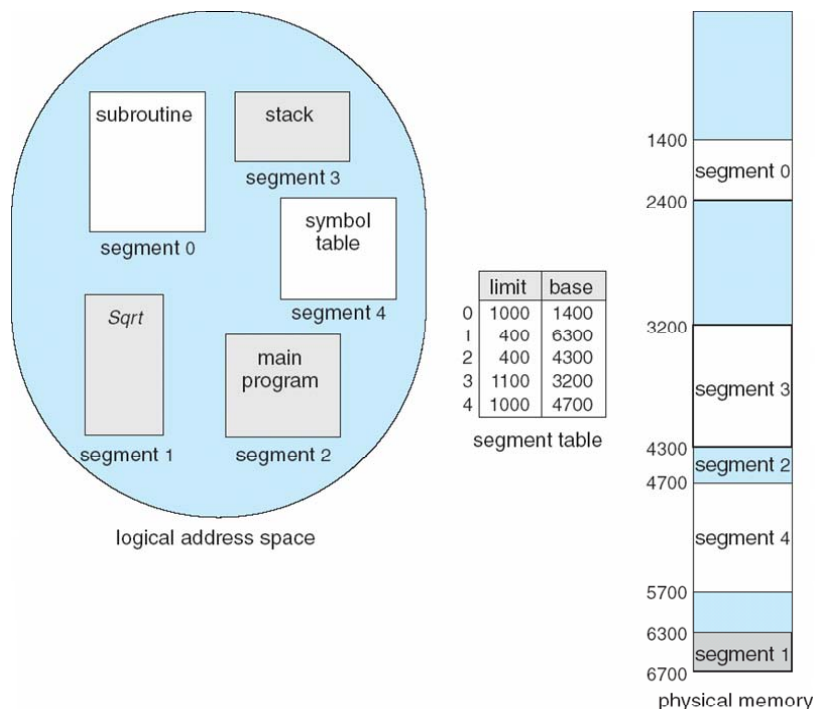 subroutine
segment 0
stack
segment 3
symbol
table
segment 4
Sqrt
segment 1
main
program
segment 2
logical address space
limit base
0 1000 1400
1 400 6300
2 400 4300
3 1100 3200
4 1000 4700
segment table
1400
segment 0
2400
3200
segment 3
4300
segment 2
4700
segment 4
5700
6300
segment 1
6700
physical memory